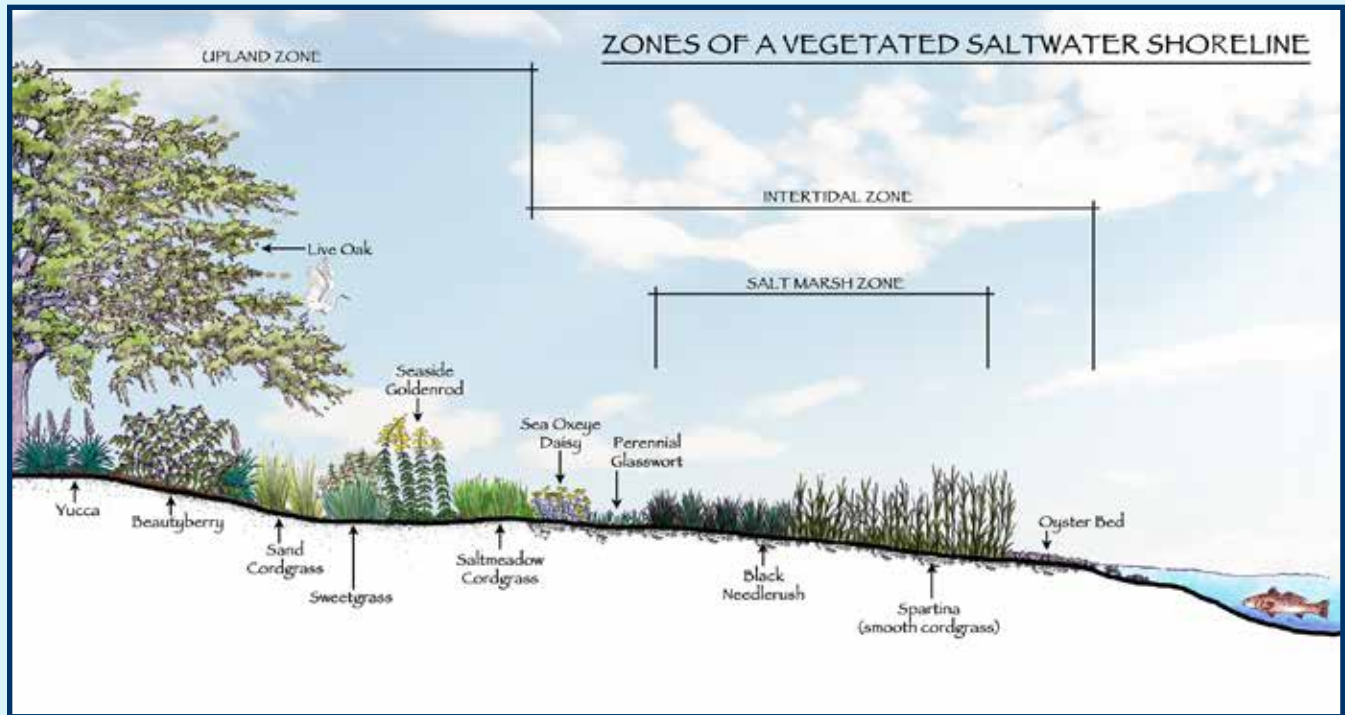 ZONES OF A VEGETATED SALTWATER SHORELINE
UPLAND ZONE
INTERTIDAL ZONE
SALT MARSH ZONE
Live Oak
Seaside
Goldenrod
Sea Oxeye
Daisy
Perennial
Glasswort
Yucca
Beautyberry
Sand
Cordgrass
Sweetgrass
Saltmeadow
Cordgrass
Black
Needlerush
Spartina
(smooth cordgrass)
Oyster Bed